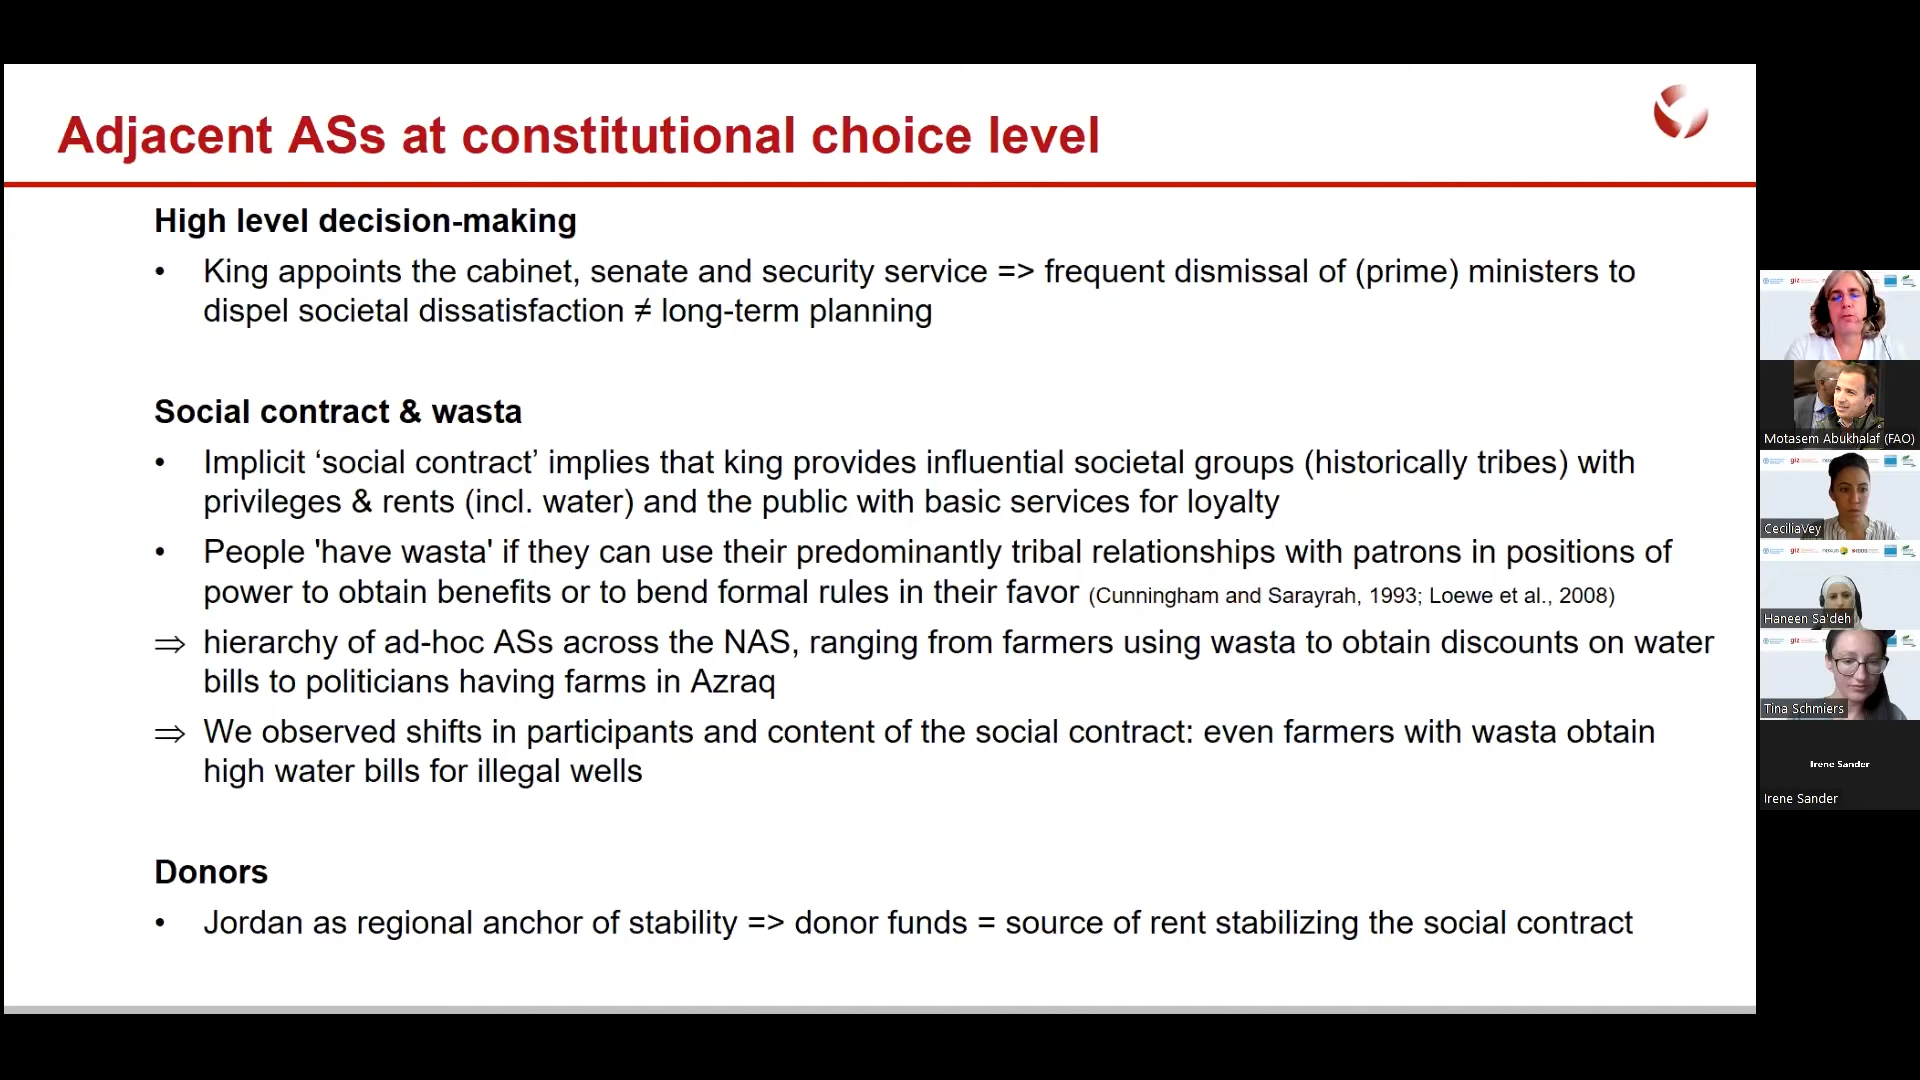 Adjacent ASs at constitutional choice level
High level decision-making
• King appoints the cabinet, senate and security service => frequent dismissal of (prime) ministers to
dispel societal dissatisfaction ≠ long-term planning
Social contract & wasta
• Implicit ‘social contract’ implies that king provides influential societal groups (historically tribes) with
privileges & rents (incl. water) and the public with basic services for loyalty
• People 'have wasta' if they can use their predominantly tribal relationships with patrons in positions of
power to obtain benefits or to bend formal rules in their favor (Cunningham and Sarayrah, 1993; Loewe et al., 2008)
⇒ hierarchy of ad-hoc ASs across the NAS, ranging from farmers using wasta to obtain discounts on water
bills to politicians having farms in Azraq
⇒ We observed shifts in participants and content of the social contract: even farmers with wasta obtain
high water bills for illegal wells
Donors
• Jordan as regional anchor of stability => donor funds = source of rent stabilizing the social contract
giz
Motasem Abukhalaf (FAO)
giz
CeciliaVey
giz
Haneen Sa'deh
giz
Tina Schmiers
Irene Sander
Irene Sander